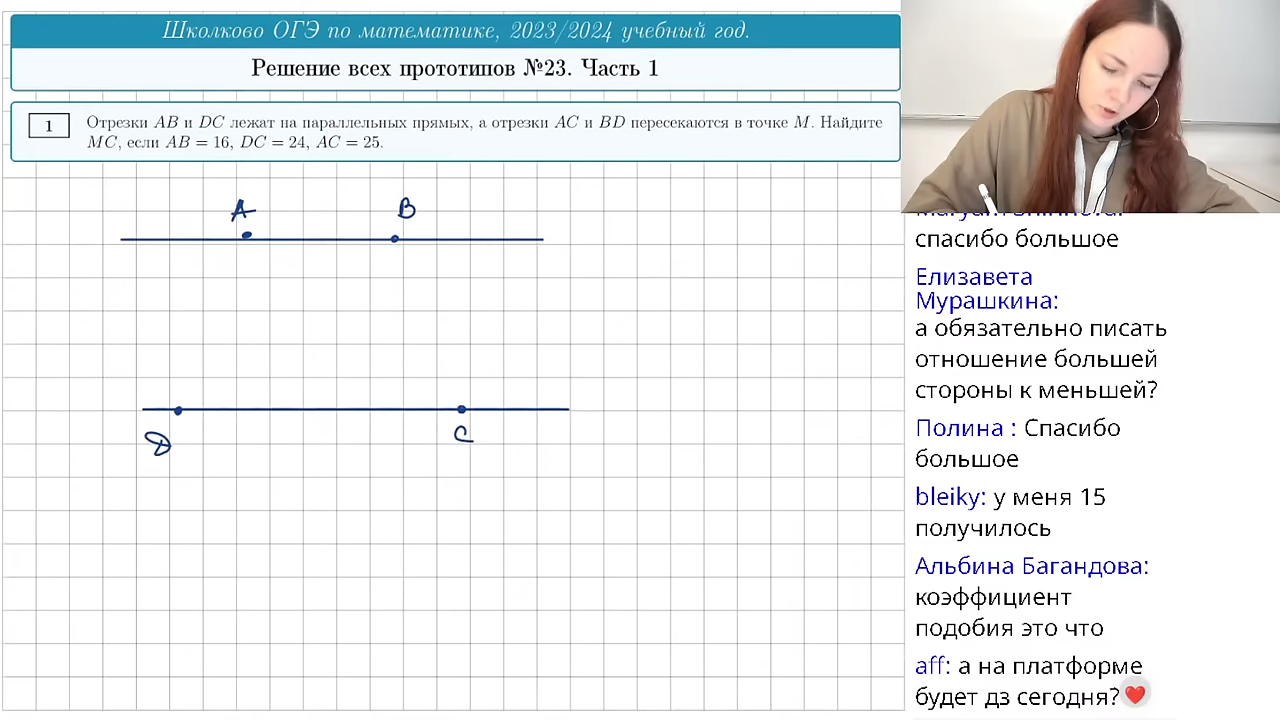 Школково ОГЭ по математике, 2023/2024 учебный год.
Решение всех прототипов №23. Часть 1
1
Отрезки AB и DC лежат на параллельных прямых, а отрезки AC и BD пересекаются в точке M. Найдите
MC, если AB = 16, DC = 24, AC = 25.
A
B
D
C
спасибо большое
Елизавета
Мурашкина:
а обязательно писать
отношение большей
стороны к меньшей?
Полина : Спасибо
большое
bleiky: у меня 15
получилось
Альбина Багандова:
коэффициент
подобия это что
aff: а на платформе
будет дз сегодня?❤️